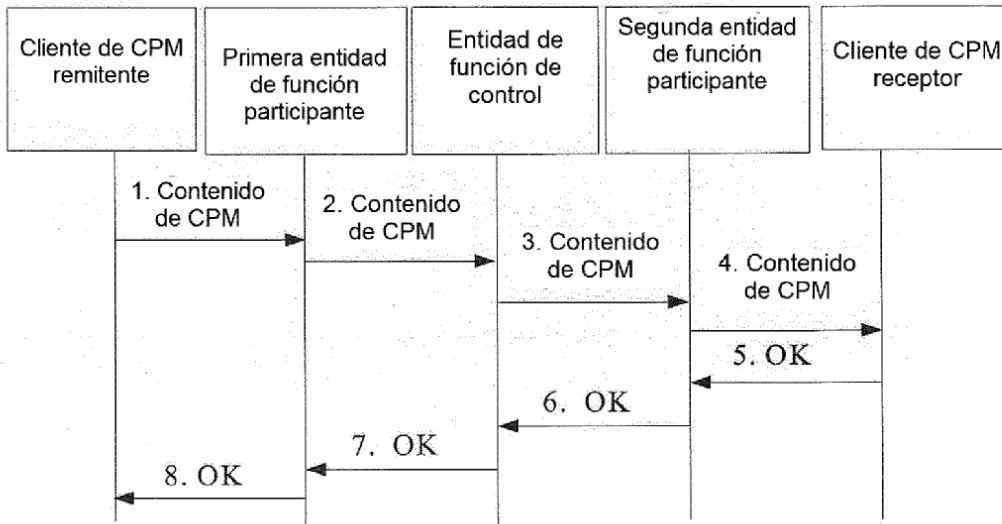 Cliente de CPM
remitente
Primera entidad
de función
participante
Entidad de
función de
control
Segunda entidad
de función
participante
Cliente de CPM
receptor
1. Contenido
de CPM
2. Contenido
de CPM
3. Contenido
de CPM
4. Contenido
de CPM
5. OK
6. OK
7. OK
8. OK